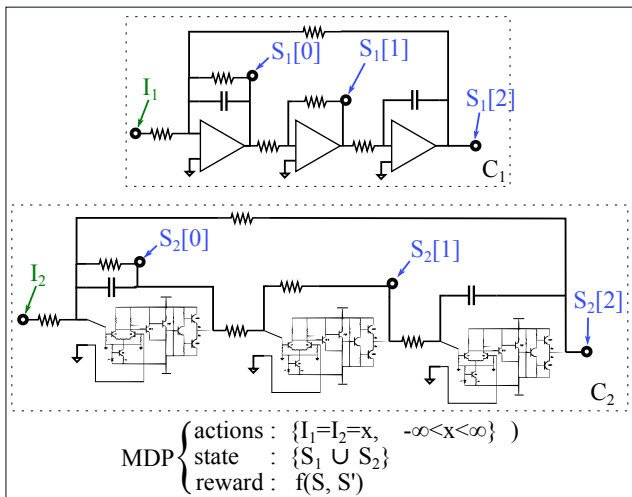 S₁[0]
S₁[1]
I₁
S₁[2]
C₁
S₂[0]
S₂[1]
I₂
S₂[2]
C₂
MDP
actions : {I₁=I₂=x, -∞<x<∞} )
state : {S₁ ∪ S₂}
reward : f(S, S')